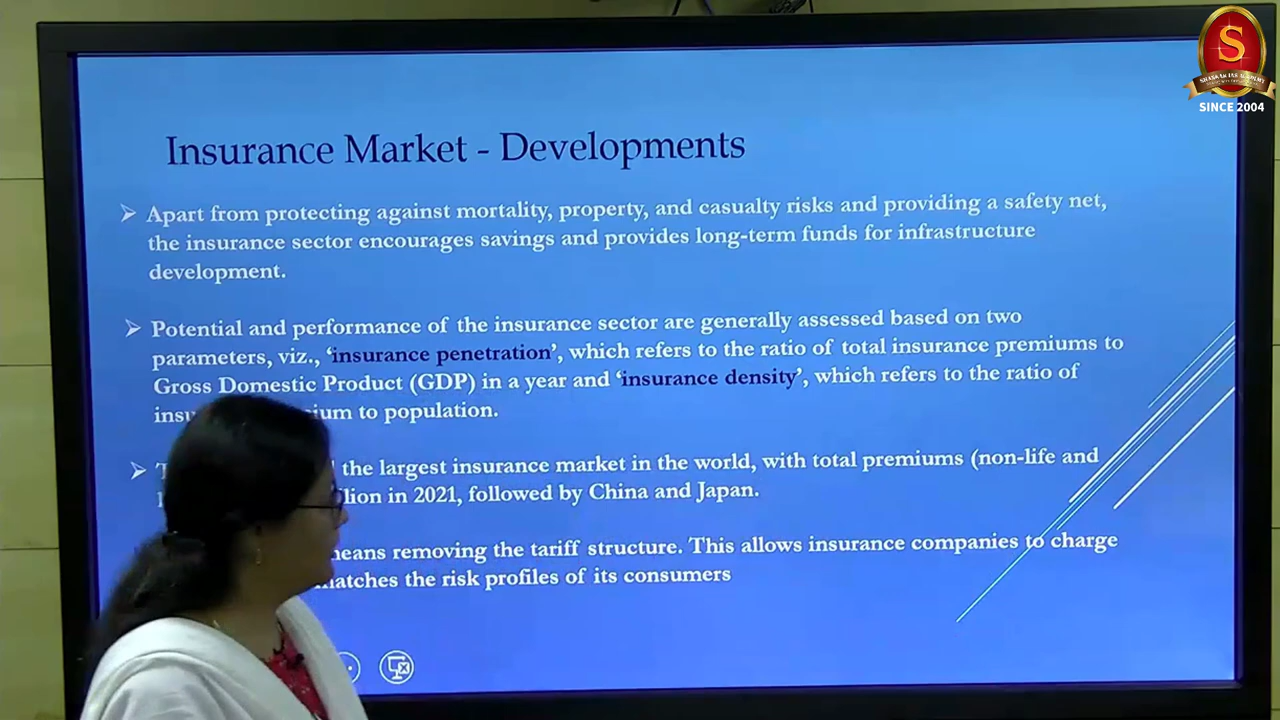 S
SHANKAR IAS ACADEMY
SINCE 2004
Insurance Market - Developments
Apart from protecting against mortality, property, and casualty risks and providing a safety net,
the insurance sector encourages savings and provides long-term funds for infrastructure
development.
Potential and performance of the insurance sector are generally assessed based on two
parameters, viz., ‘insurance penetration’, which refers to the ratio of total insurance premiums to
Gross Domestic Product (GDP) in a year and ‘insurance density’, which refers to the ratio of
to population.
the largest insurance market in the world, with total premiums (non-life and
in 2021, followed by China and Japan.
means removing the tariff structure. This allows insurance companies to charge
matches the risk profiles of its consumers